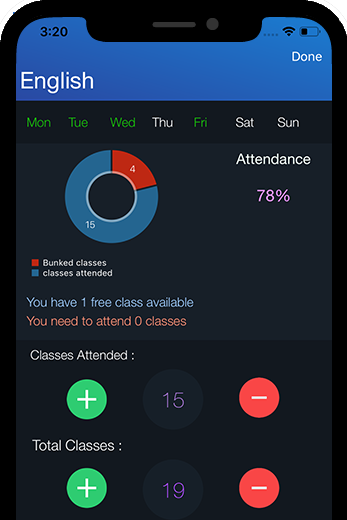 3:20
Done
English
Mon Tue Wed Thu Fri Sat Sun
Attendance
4
78%
15
Bunked classes
classes attended
You have 1 free class available
You need to attend 0 classes
Classes Attended :
+ 15 −
Total Classes :
+ 19 −